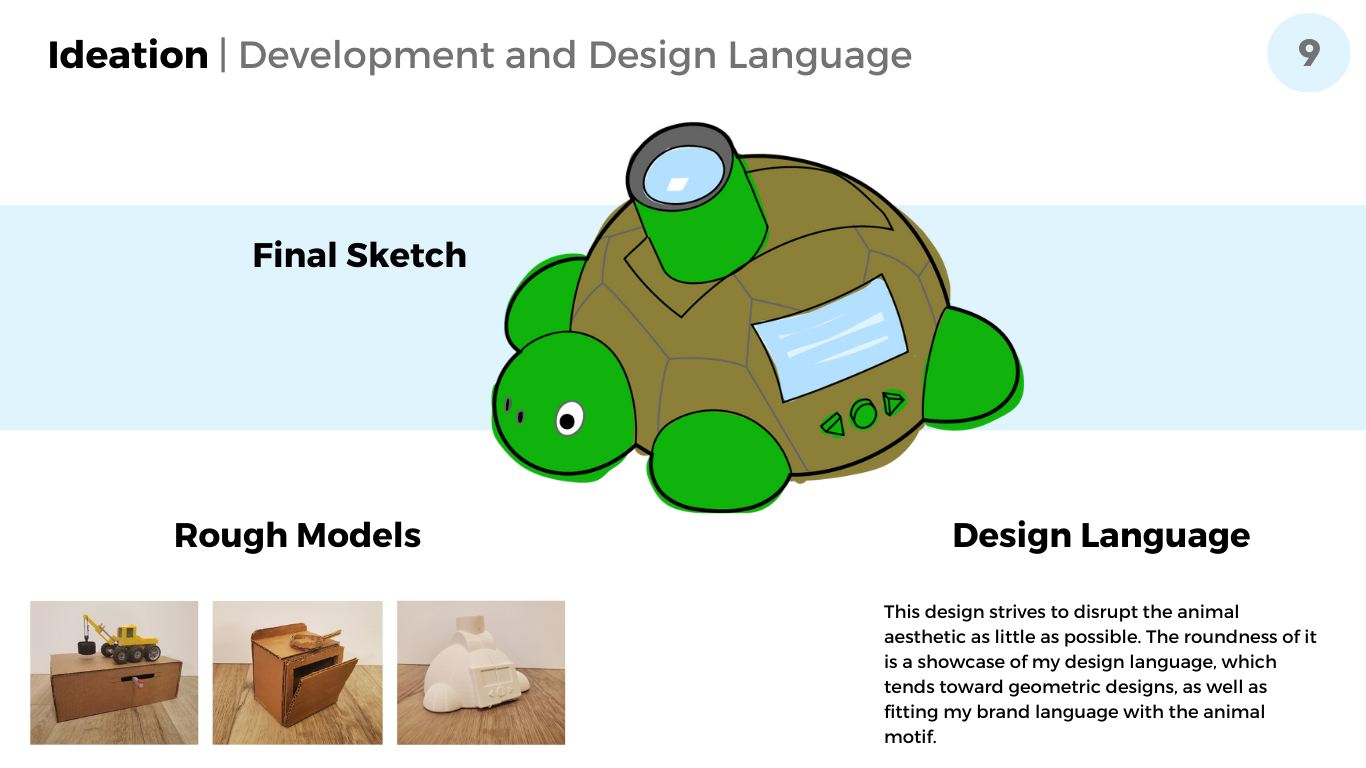 Ideation | Development and Design Language
9
Final Sketch
Rough Models
Design Language
This design strives to disrupt the animal
aesthetic as little as possible. The roundness of it
is a showcase of my design language, which
tends toward geometric designs, as well as
fitting my brand language with the animal
motif.